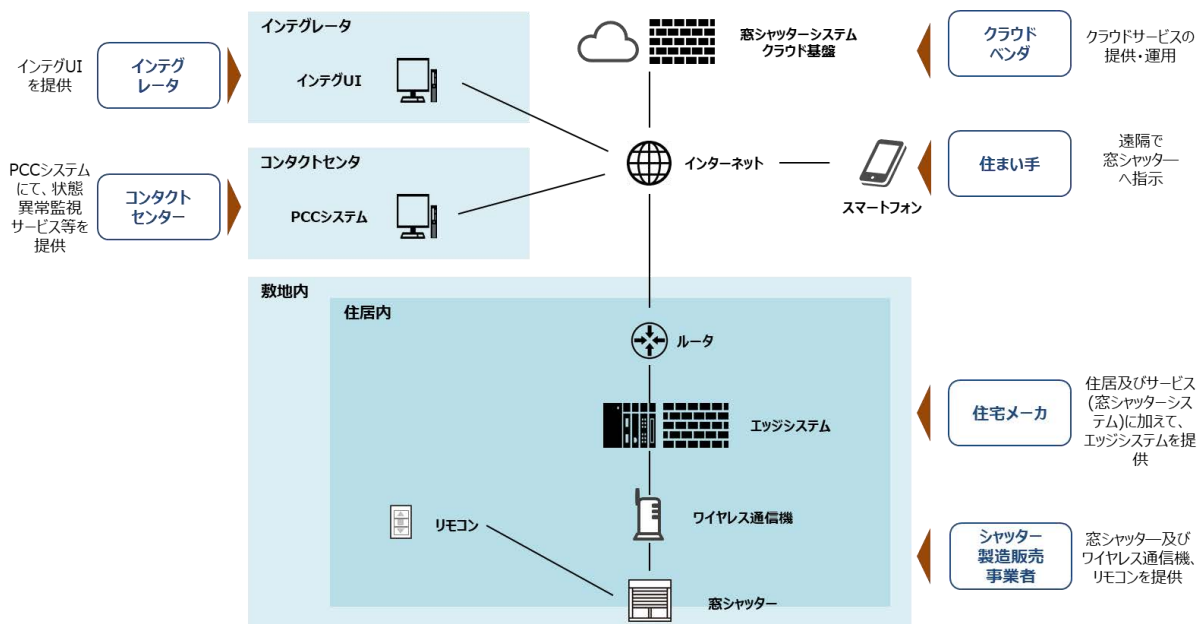 インテグUI
を提供
インテグ
レータ
インテグレータ
インテグUI
窓シャッターシステム
クラウド基盤
クラウド
ベンダ
クラウドサービスの
提供・運用
PCCシステム
にて、状態
異常監視
サービス等を
提供
コンタクト
センター
コンタクトセンタ
PCCシステム
インターネット
スマートフォン
住まい手
遠隔で
窓シャッター
へ指示
敷地内
住居内
ルータ
エッジシステム
住宅メーカ
住居及びサービス
(窓シャッターシス
テム)に加えて、
エッジシステムを提
供
リモコン
ワイヤレス通信機
窓シャッター
シャッター
製造販売
事業者
窓シャッター及び
ワイヤレス通信機、
リモコンを提供